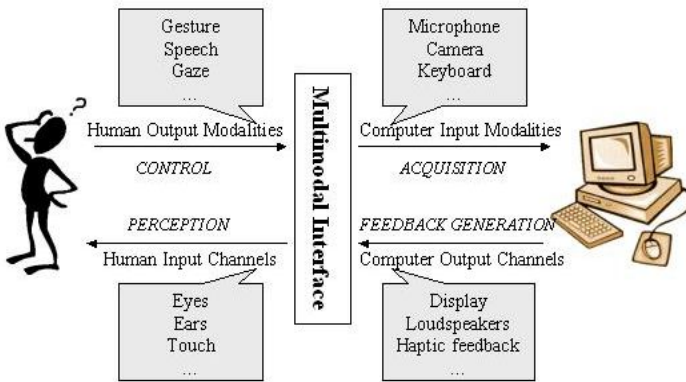 Gesture
Speech
Gaze
...
Microphone
Camera
Keyboard
...
?
Human Output Modalities
Computer Input Modalities
CONTROL
ACQUISITION
Multimodal Interface
PERCEPTION
FEEDBACK GENERATION
Human Input Channels
Computer Output Channels
Eyes
Ears
Touch
...
Display
Loudspeakers
Haptic feedback
...